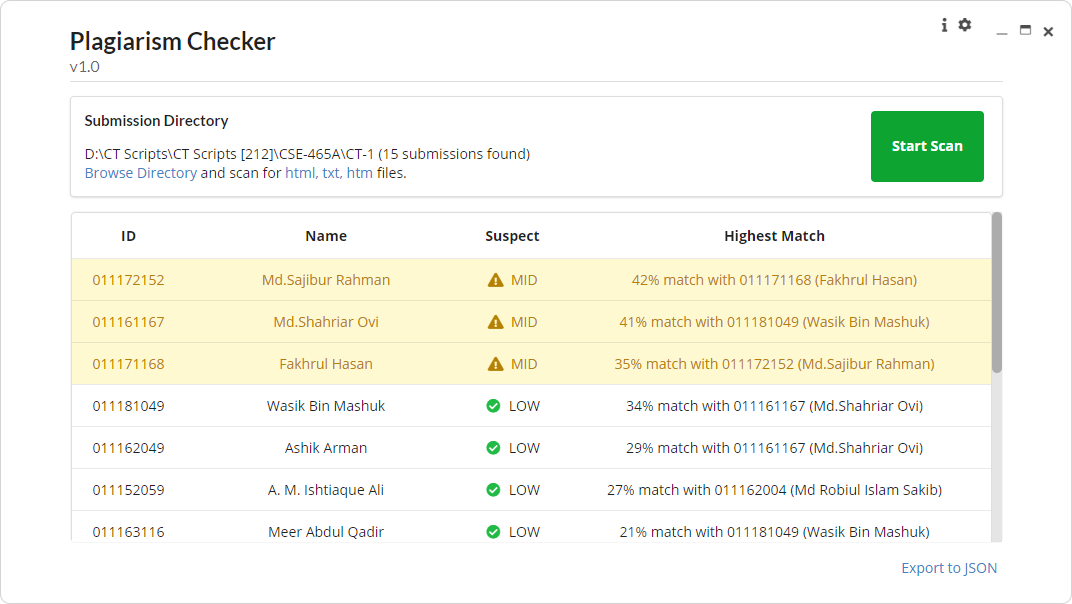 Plagiarism Checker
v1.0
Submission Directory
D:\CT Scripts\CT Scripts [212]\CSE-465A\CT-1 (15 submissions found)
Browse Directory and scan for html, txt, htm files.
Start Scan
ID Name Suspect Highest Match
011172152 Md.Sajibur Rahman MID 42% match with 011171168 (Fakhrul Hasan)
011161167 Md.Shahriar Ovi MID 41% match with 011181049 (Wasik Bin Mashuk)
011171168 Fakhrul Hasan MID 35% match with 011172152 (Md.Sajibur Rahman)
011181049 Wasik Bin Mashuk LOW 34% match with 011161167 (Md.Shahriar Ovi)
011162049 Ashik Arman LOW 29% match with 011161167 (Md.Shahriar Ovi)
011152059 A. M. Ishtiaque Ali LOW 27% match with 011162004 (Md Robiul Islam Sakib)
011163116 Meer Abdul Qadir LOW 21% match with 011181049 (Wasik Bin Mashuk)
Export to JSON